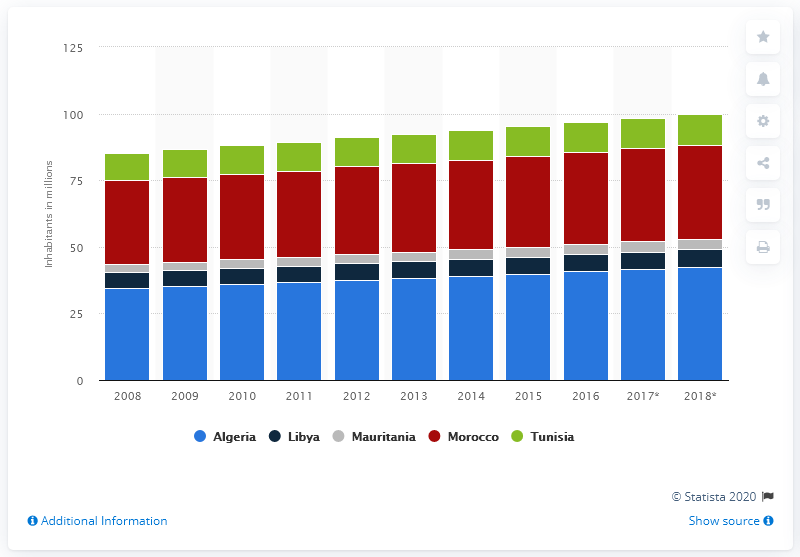 125
100
75
50
25
0
Inhabitants in millions
2008 2009 2010 2011 2012 2013 2014 2015 2016 2017* 2018*
Algeria Libya Mauritania Morocco Tunisia
© Statista 2020
Additional Information Show source